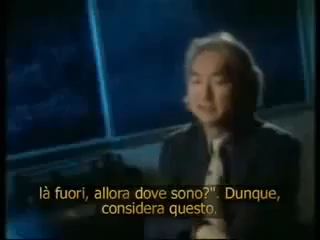 là fuori, allora dove sono?". Dunque,
considera questo.